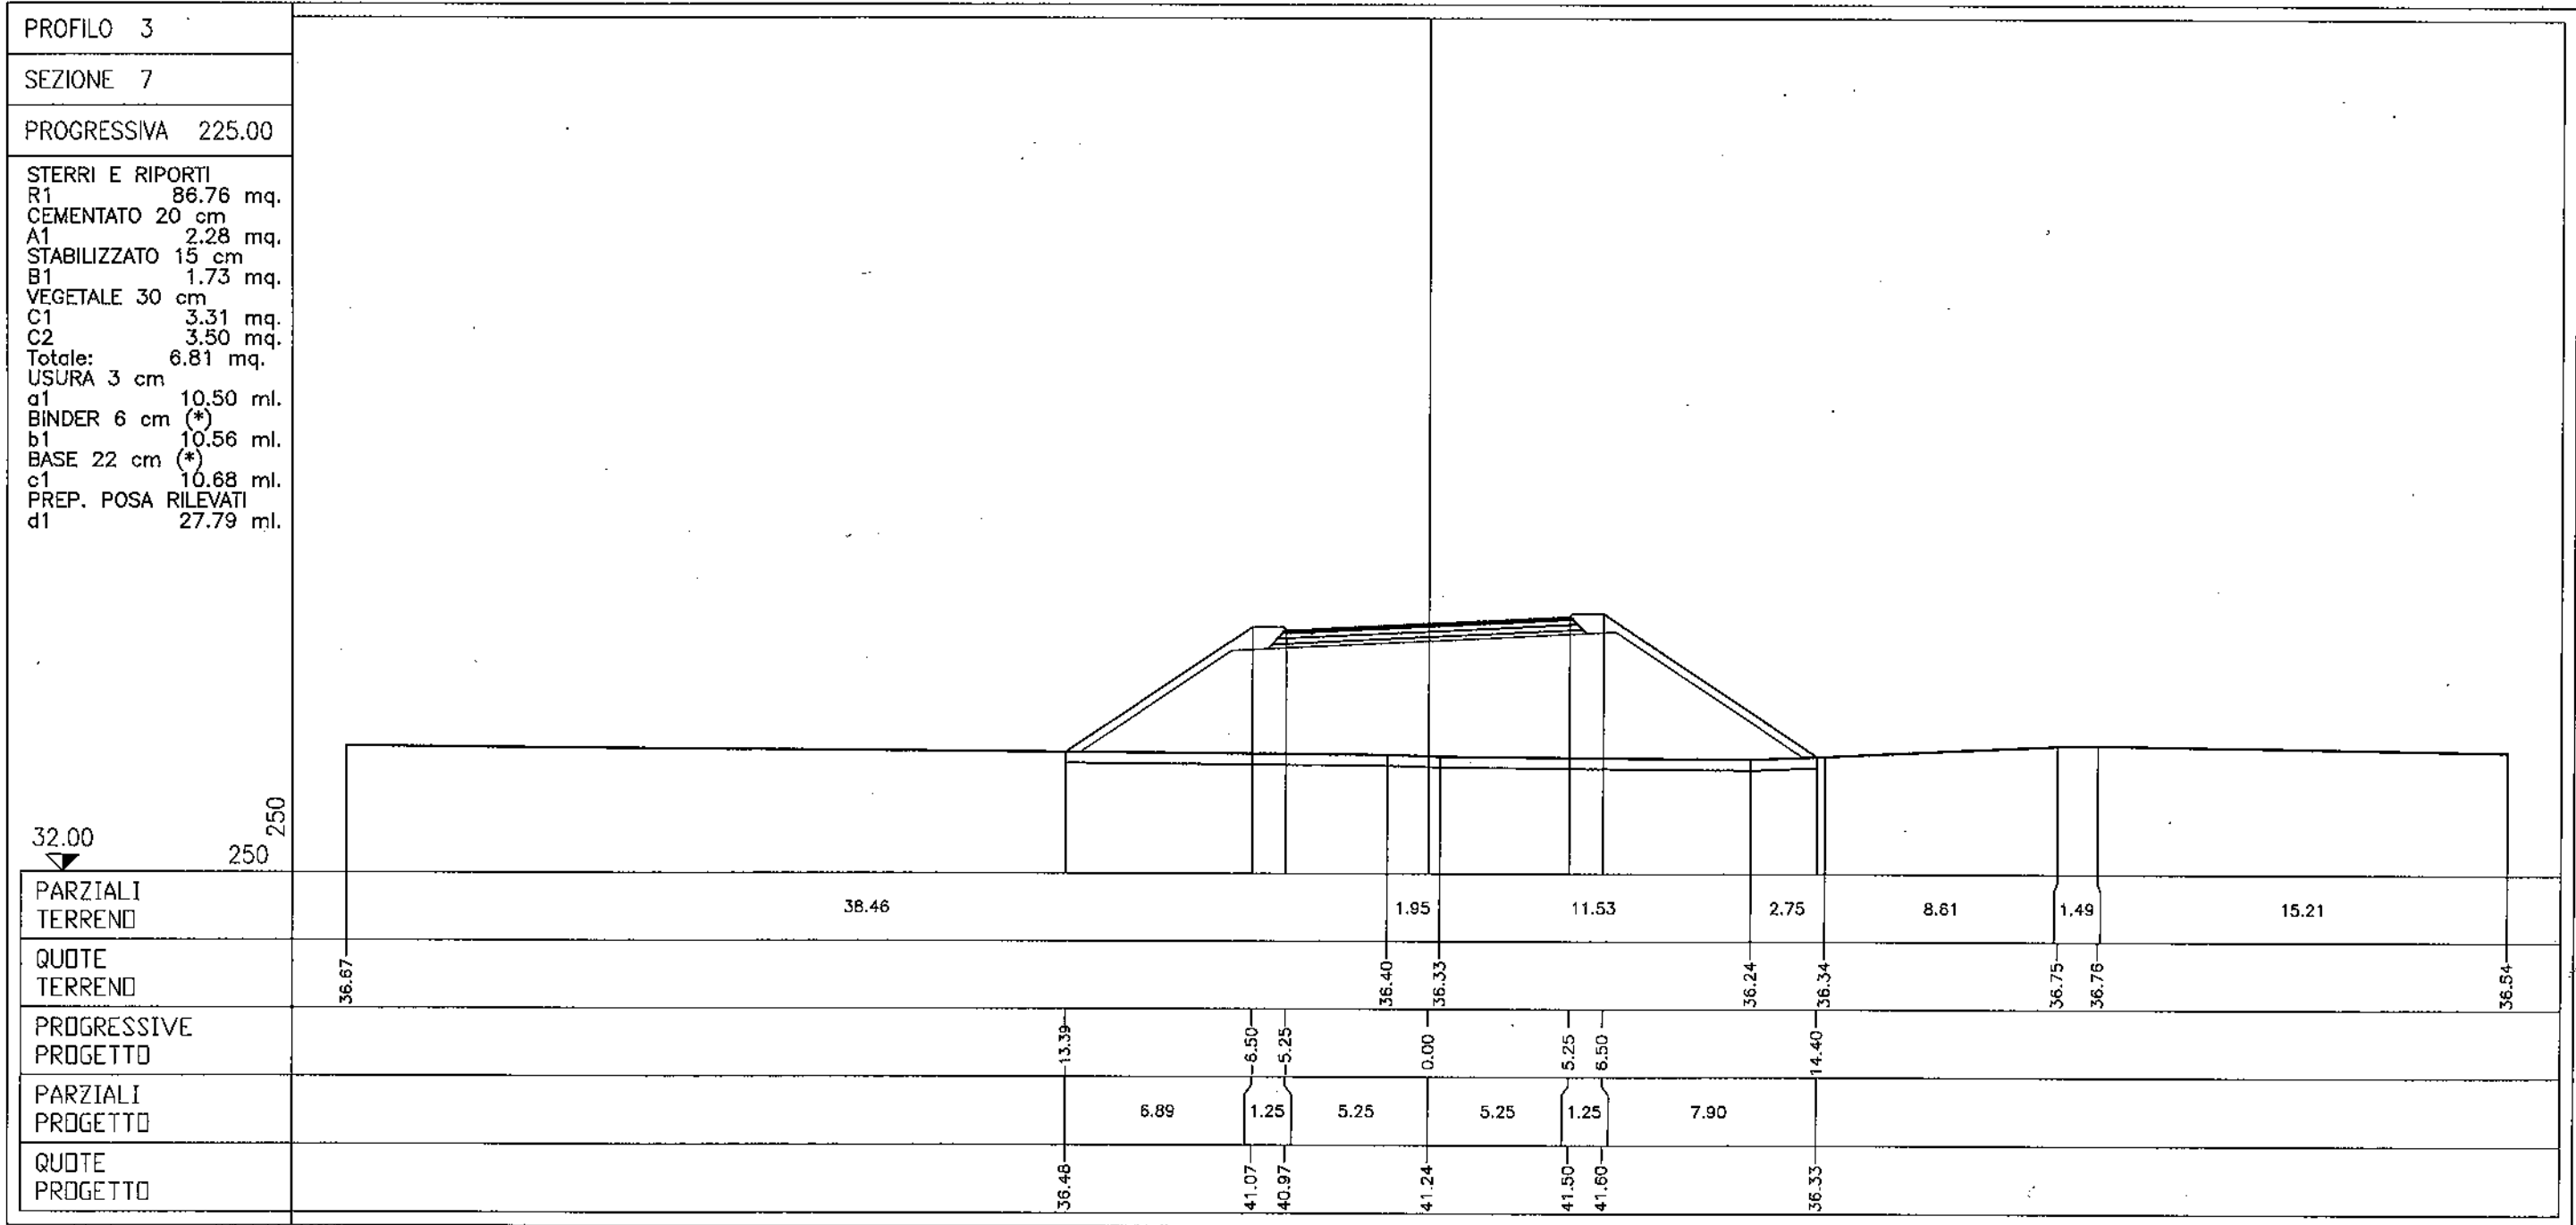 PROFILO 3
SEZIONE 7
PROGRESSIVA 225.00
STERRI E RIPORTI
R1 86.76 mq.
CEMENTATO 20 cm
A1 2.28 mq.
STABILIZZATO 15 cm
B1 1.73 mq.
VEGETALE 30 cm
C1 3.31 mq.
C2 3.50 mq.
Totale: 6.81 mq.
USURA 3 cm
a1 10.50 ml.
BINDER 6 cm (*)
b1 10.56 ml.
BASE 22 cm (*)
c1 10.68 ml.
PREP. POSA RILEVATI
d1 27.79 ml.
250
32.00
250
PARZIALI
TERRENO
38.46 1.95 11.53 2.75 8.61 1.49 15.21
QUOTE
TERRENO
36.67 36.40 36.33 36.24 36.34 36.75 36.76 36.54
PROGRESSIVE
PROGETTO
-13.39 -6.50 -5.25 0.00 5.25 6.50 14.40
PARZIALI
PROGETTO
6.89 1.25 5.25 5.25 1.25 7.90
QUOTE
PROGETTO
36.48 41.07 40.97 41.24 41.50 41.60 36.33